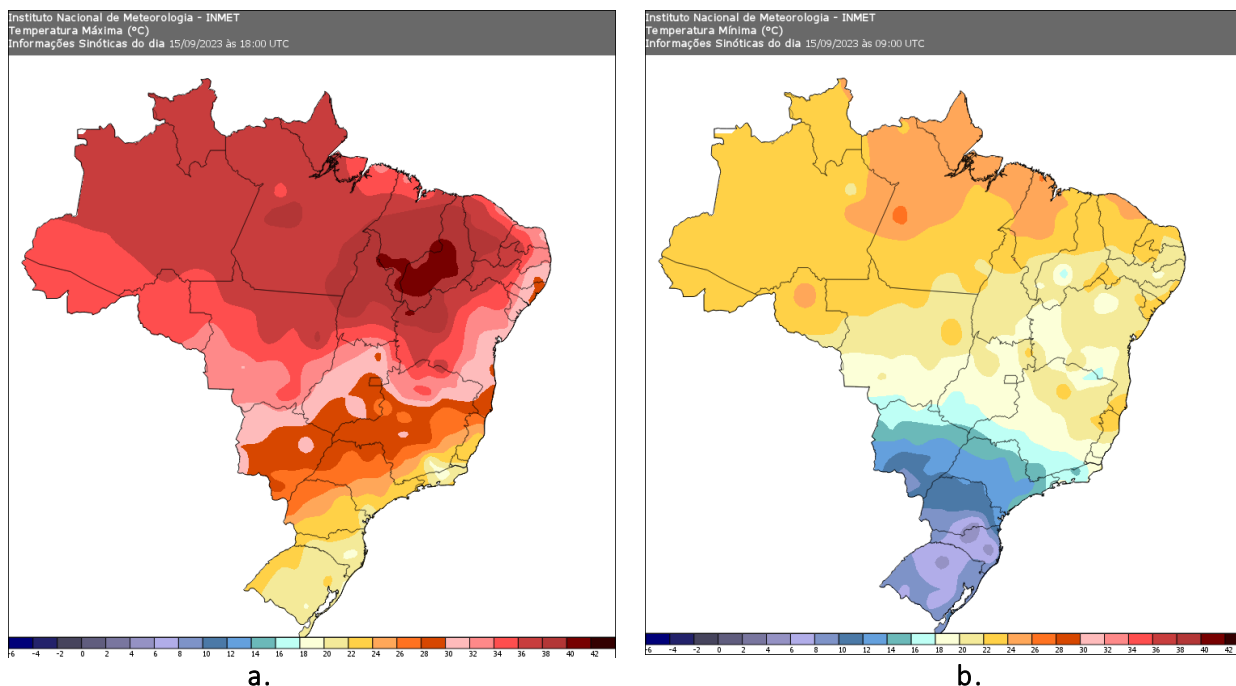 Instituto Nacional de Meteorologia - INMET
Temperatura Máxima (°C)
Informações Sinóticas do dia 15/09/2023 às 18:00 UTC
-6 -4 -2 0 2 4 6 8 10 12 14 16 18 20 22 24 26 28 30 32 34 36 38 40 42
a.
Instituto Nacional de Meteorologia - INMET
Temperatura Mínima (°C)
Informações Sinóticas do dia 15/09/2023 às 09:00 UTC
-6 -4 -2 0 2 4 6 8 10 12 14 16 18 20 22 24 26 28 30 32 34 36 38 40 42
b.